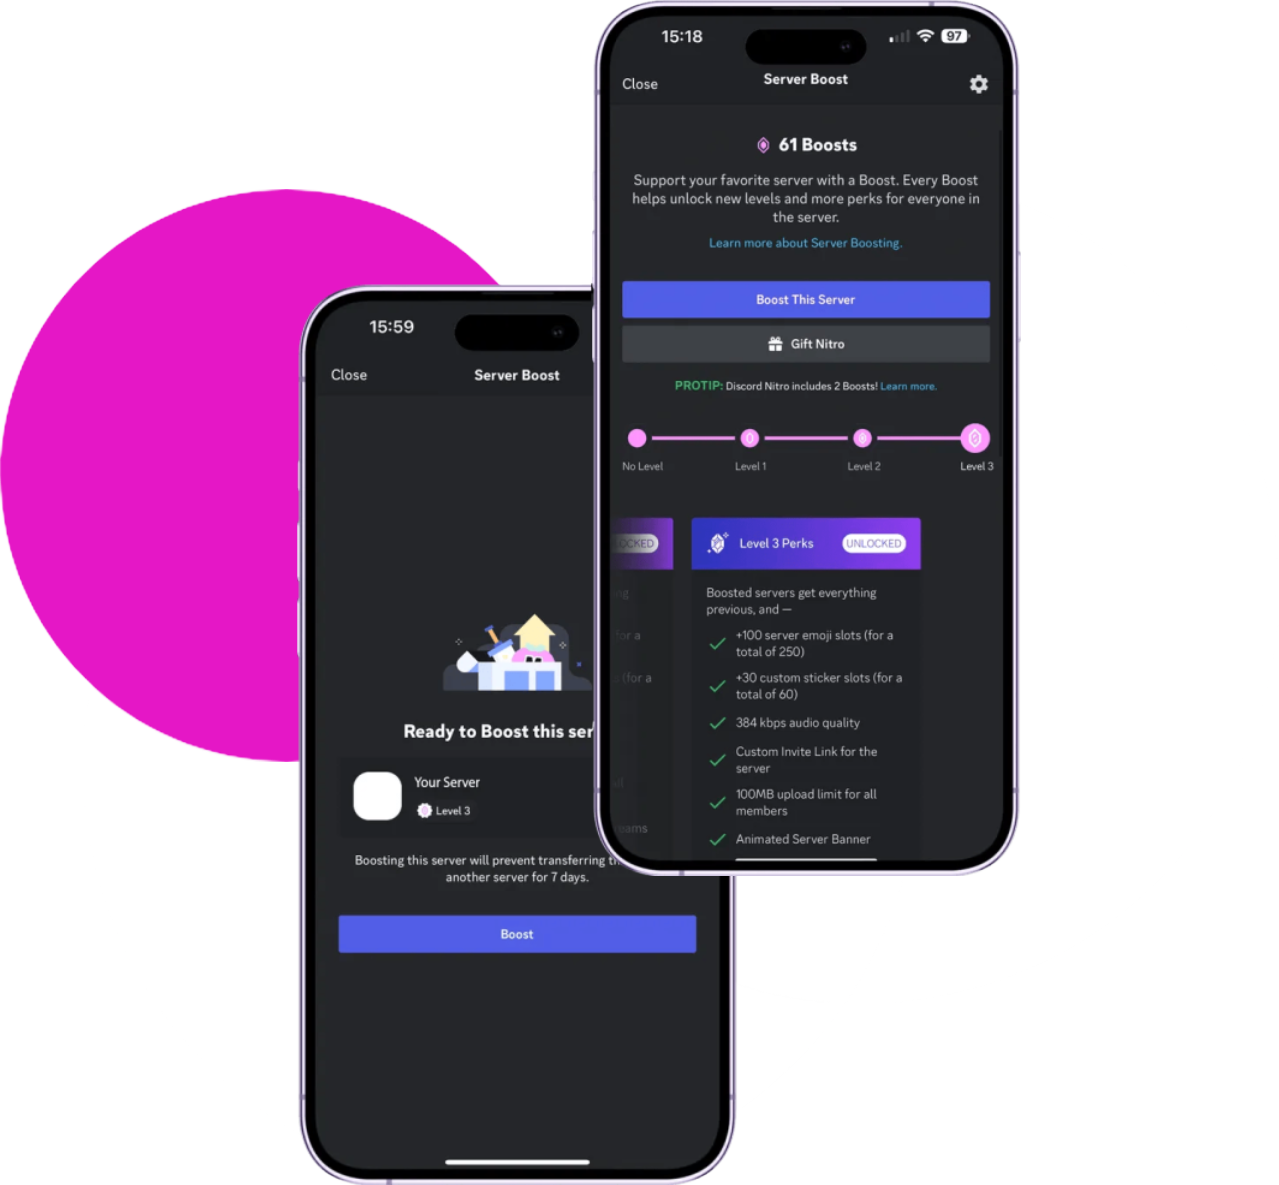 15:18
97
Close
Server Boost
61 Boosts
Support your favorite server with a Boost. Every Boost
helps unlock new levels and more perks for everyone in
the server.
Learn more about Server Boosting.
Boost This Server
Gift Nitro
PROTIP: Discord Nitro includes 2 Boosts! Learn more.
No Level
Level 1
Level 2
Level 3
OCKED
Level 3 Perks
UNLOCKED
Boosted servers get everything
previous, and —
+100 server emoji slots (for a
total of 250)
+30 custom sticker slots (for a
total of 60)
384 kbps audio quality
Custom Invite Link for the
server
100MB upload limit for all
members
Animated Server Banner
ng
for a
(for a
eams
15:59
Close
Server Boost
Ready to Boost this ser
Your Server
Level 3
Boosting this server will prevent transferring
another server for 7 days.
Boost